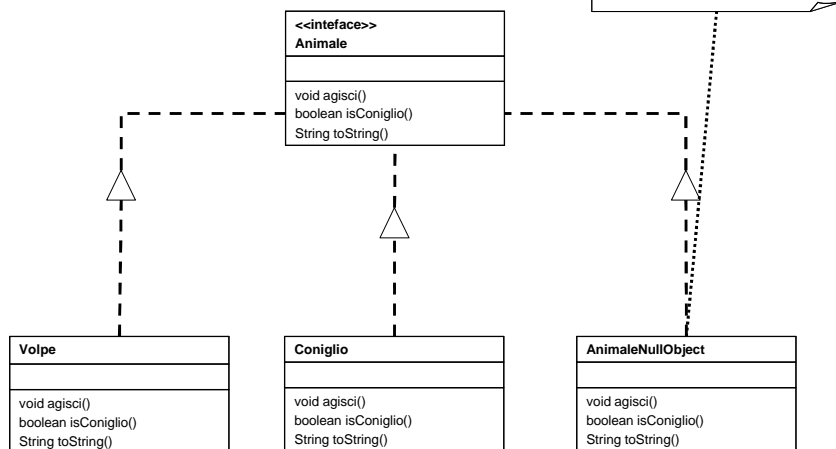 <<inteface>>
Animale
void agisci()
boolean isConiglio()
String toString()
Volpe
void agisci()
boolean isConiglio()
String toString()
Coniglio
void agisci()
boolean isConiglio()
String toString()
AnimaleNullObject
void agisci()
boolean isConiglio()
String toString()